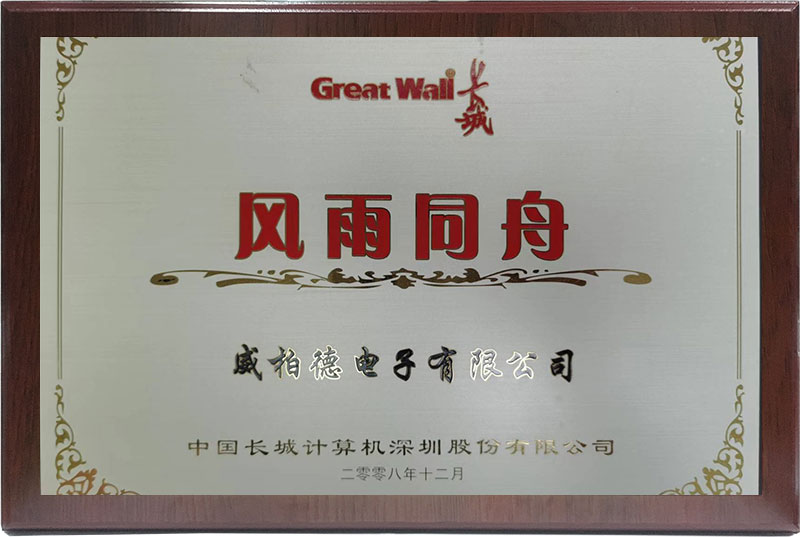 Great Wall 长城
风雨同舟
威柏德电子有限公司
中国长城计算机深圳股份有限公司
二零零八年十二月